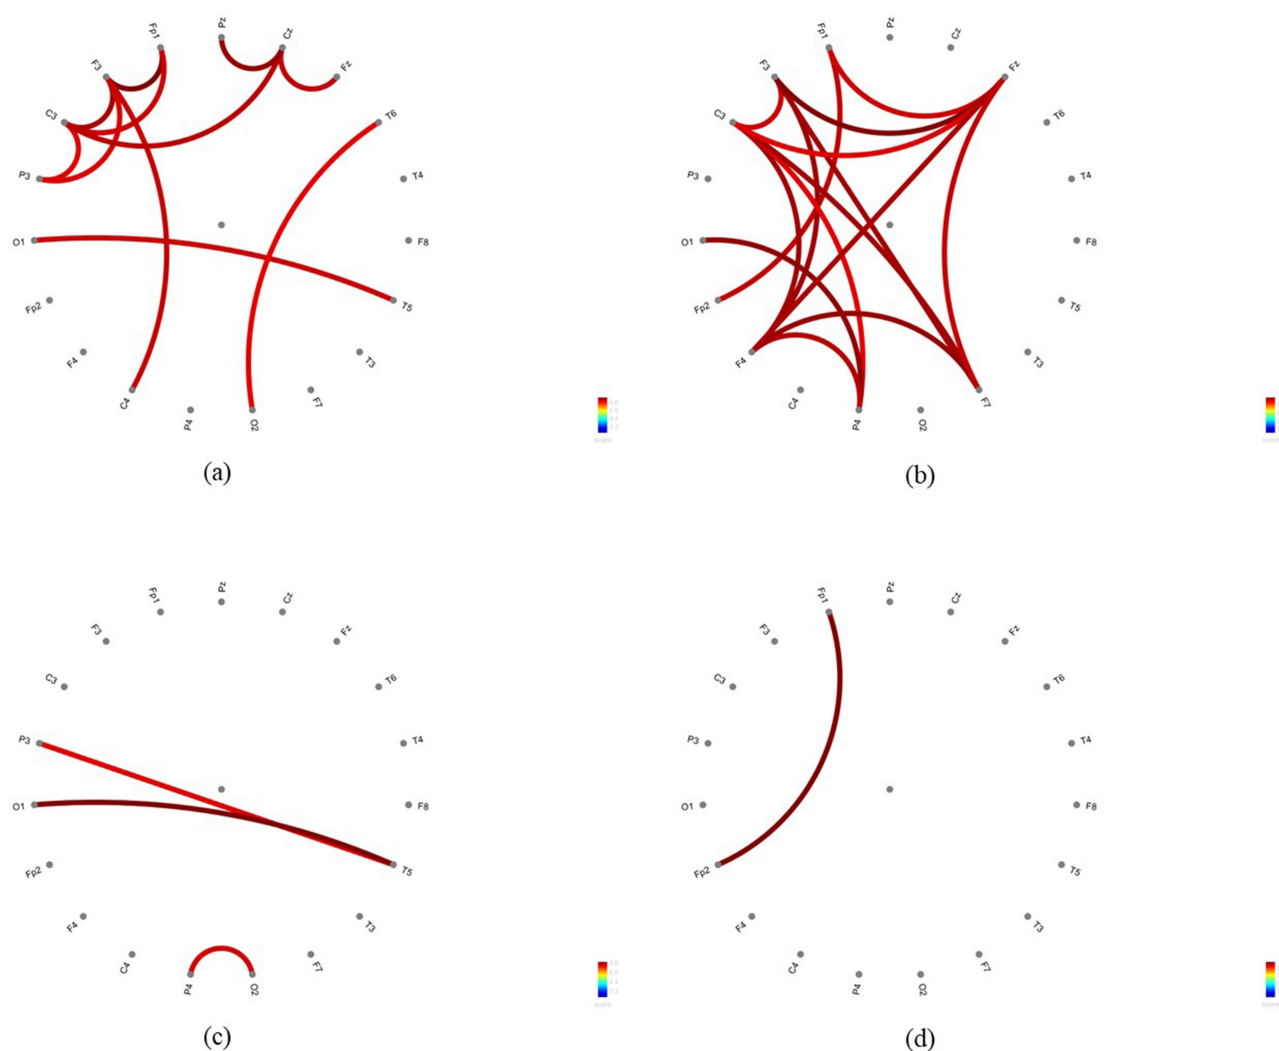 Fp1 Pz Cz
F3 Fz
C3 T6
P3 T4
O1 F8
Fp2 T5
F4 T3
C4 P4 O2 F7
score
(a)
Fp1 Pz Cz
F3 Fz
C3 T6
P3 T4
O1 F8
Fp2 T5
F4 T3
C4 P4 O2 F7
(b)
Fp1 Pz Cz
F3 Fz
C3 T6
P3 T4
O1 F8
Fp2 T5
F4 T3
C4 P4 O2 F7
score
(c)
Fp1 Pz Cz
F3 Fz
C3 T6
P3 T4
O1 F8
Fp2 T5
F4 T3
C4 P4 O2 F7
(d)